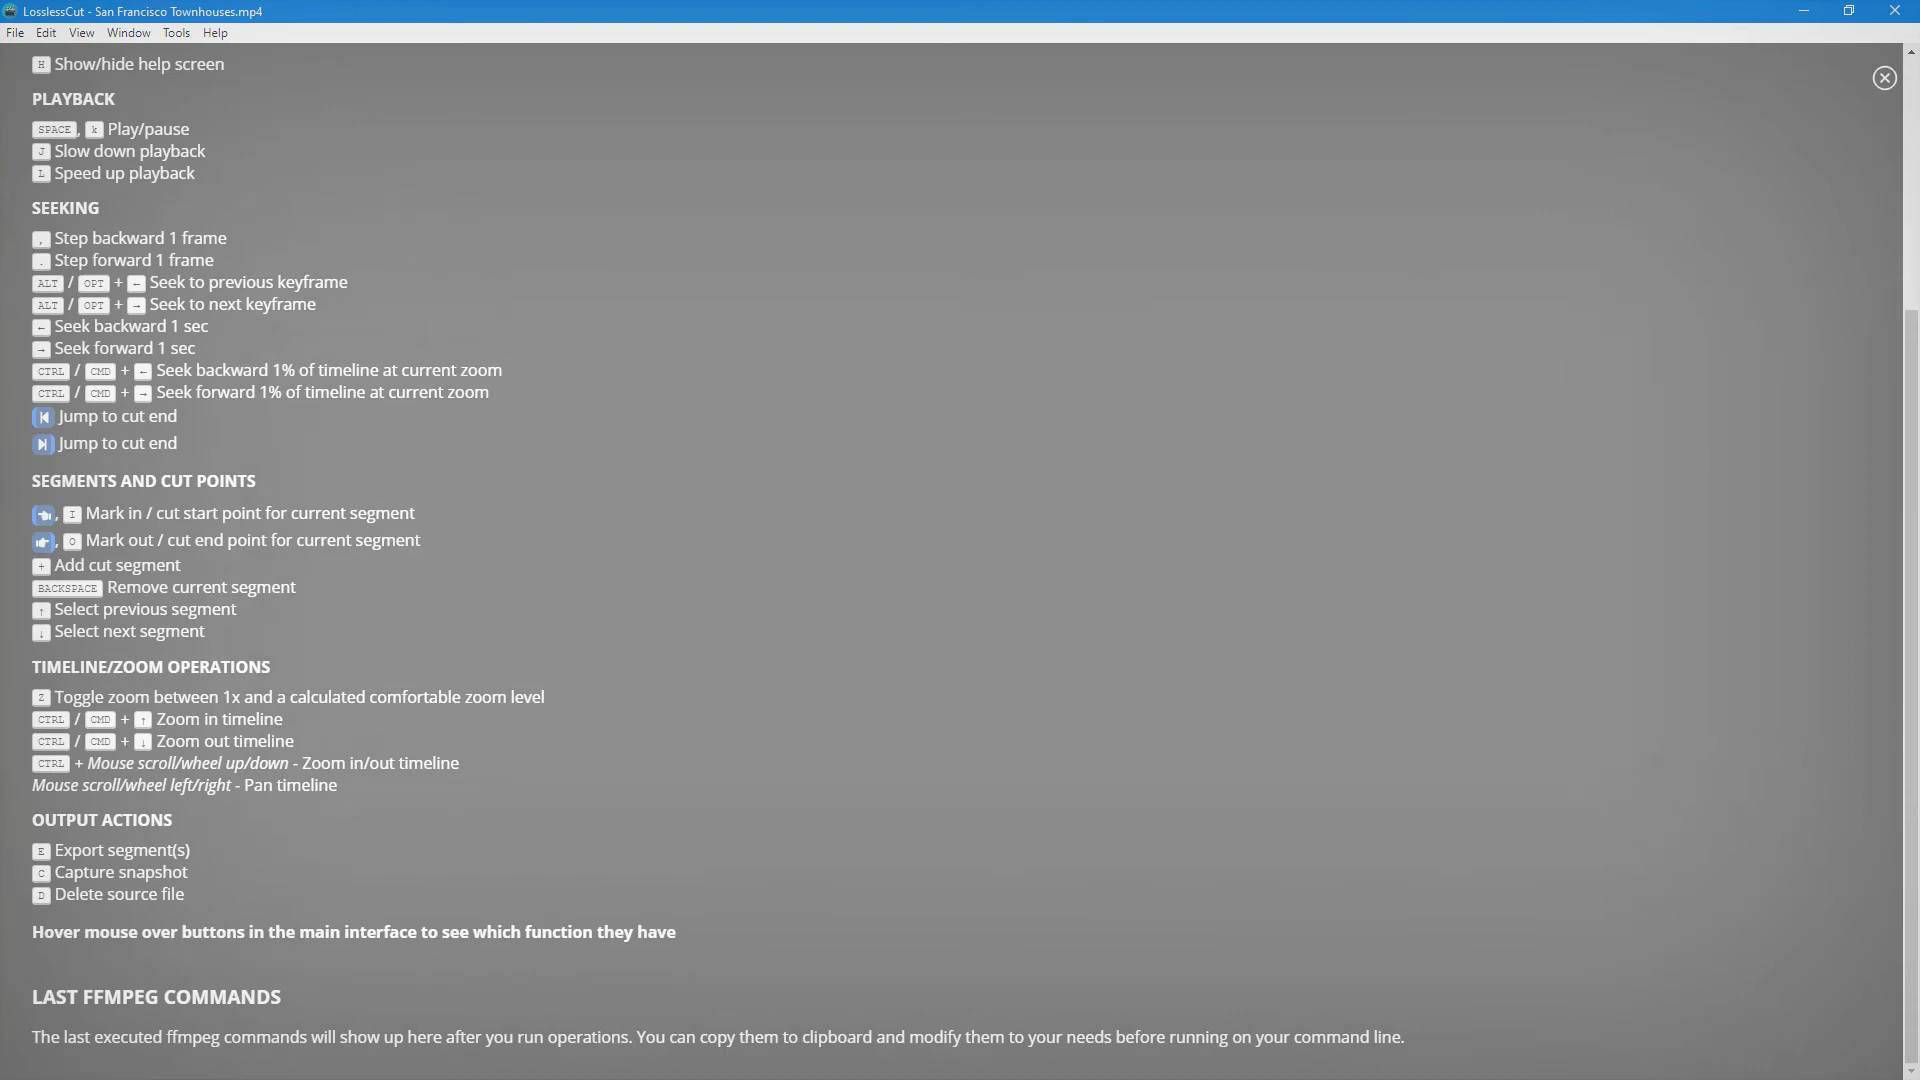 LosslessCut - San Francisco Townhouses.mp4
File Edit View Window Tools Help
H Show/hide help screen
PLAYBACK
SPACE, k Play/pause
J Slow down playback
L Speed up playback
SEEKING
, Step backward 1 frame
. Step forward 1 frame
ALT / OPT + ← Seek to previous keyframe
ALT / OPT + → Seek to next keyframe
← Seek backward 1 sec
→ Seek forward 1 sec
CTRL / CMD + ← Seek backward 1% of timeline at current zoom
CTRL / CMD + → Seek forward 1% of timeline at current zoom
Jump to cut end
Jump to cut end
SEGMENTS AND CUT POINTS
, I Mark in / cut start point for current segment
, O Mark out / cut end point for current segment
+ Add cut segment
BACKSPACE Remove current segment
↑ Select previous segment
↓ Select next segment
TIMELINE/ZOOM OPERATIONS
Z Toggle zoom between 1x and a calculated comfortable zoom level
CTRL / CMD + ↑ Zoom in timeline
CTRL / CMD + ↓ Zoom out timeline
CTRL + Mouse scroll/wheel up/down - Zoom in/out timeline
Mouse scroll/wheel left/right - Pan timeline
OUTPUT ACTIONS
E Export segment(s)
C Capture snapshot
D Delete source file
Hover mouse over buttons in the main interface to see which function they have
LAST FFMPEG COMMANDS
The last executed ffmpeg commands will show up here after you run operations. You can copy them to clipboard and modify them to your needs before running on your command line.